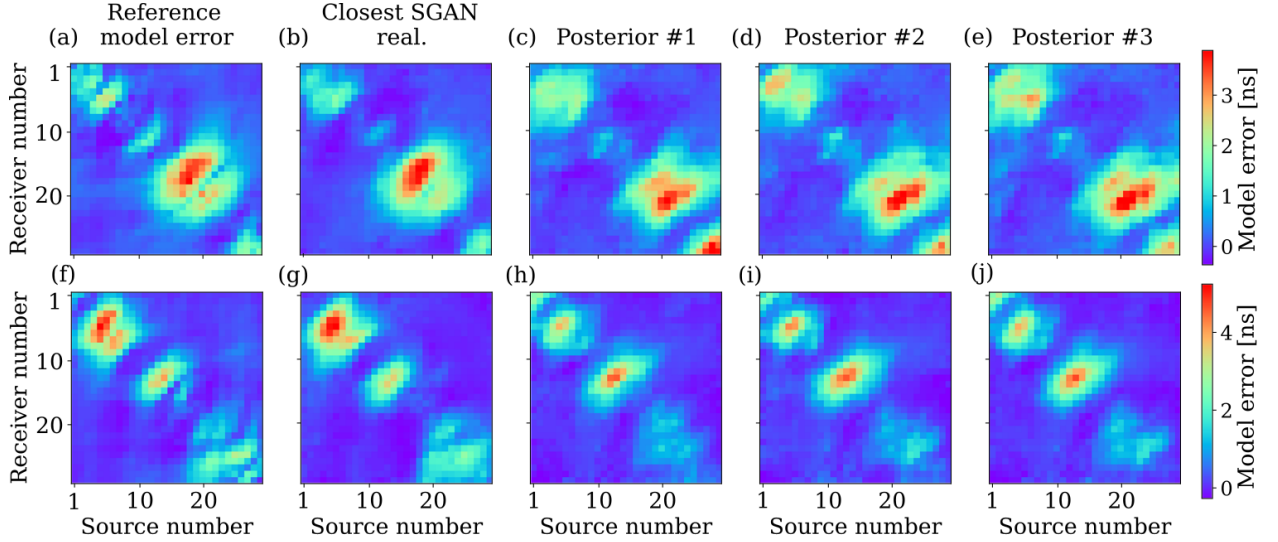 Reference
model error
Closest SGAN
real.
(a)
(b)
(c) Posterior #1
(d) Posterior #2
(e) Posterior #3
1
10
20
Receiver number
3
2
1
0
Model error [ns]
(f)
(g)
(h)
(i)
(j)
1
10
20
Receiver number
4
2
0
Model error [ns]
1 10 20
1 10 20
1 10 20
1 10 20
1 10 20
Source number
Source number
Source number
Source number
Source number